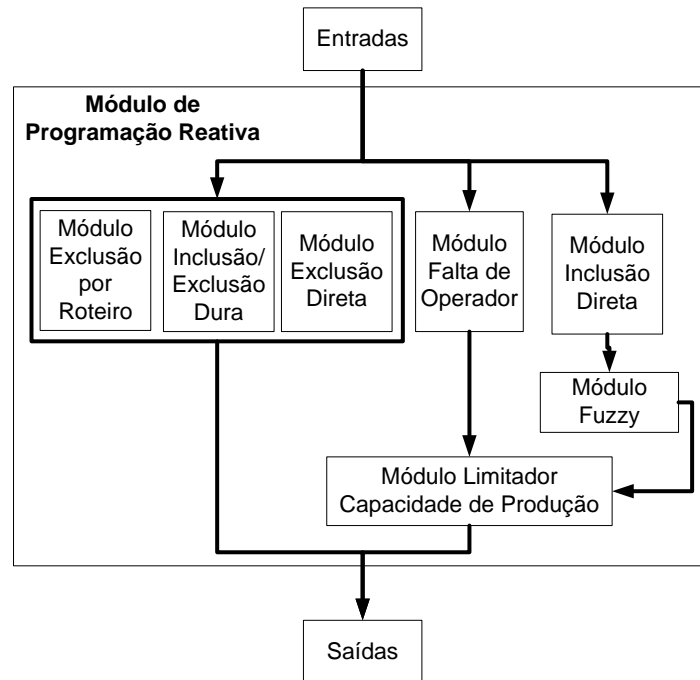 Entradas
Módulo de
Programação Reativa
Módulo
Exclusão
por
Roteiro
Módulo
Inclusão/
Exclusão
Dura
Módulo
Exclusão
Direta
Módulo
Falta de
Operador
Módulo
Inclusão
Direta
Módulo
Fuzzy
Módulo Limitador
Capacidade de Produção
Saídas